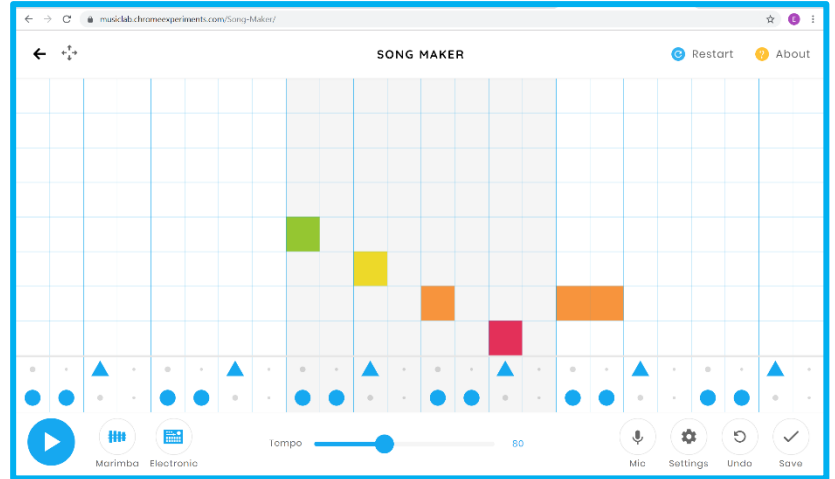 musiclab.chromeexperiments.com/Song-Maker/
E
SONG MAKER
Restart
? About
Tempo
80
Marimba Electronic
Mic Settings Undo Save